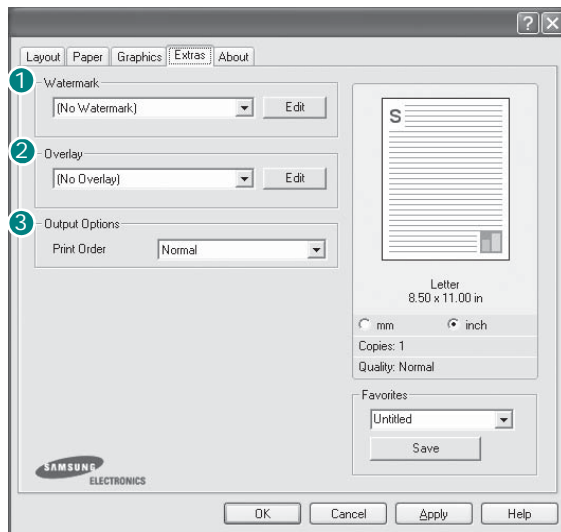 Layout Paper Graphics Extras About
1 Watermark
(No Watermark) Edit
2 Overlay
(No Overlay) Edit
3 Output Options
Print Order Normal
S
Letter
8.50 x 11.00 in
mm inch
Copies: 1
Quality: Normal
Favorites
Untitled
Save
SAMSUNG
ELECTRONICS
OK Cancel Apply Help